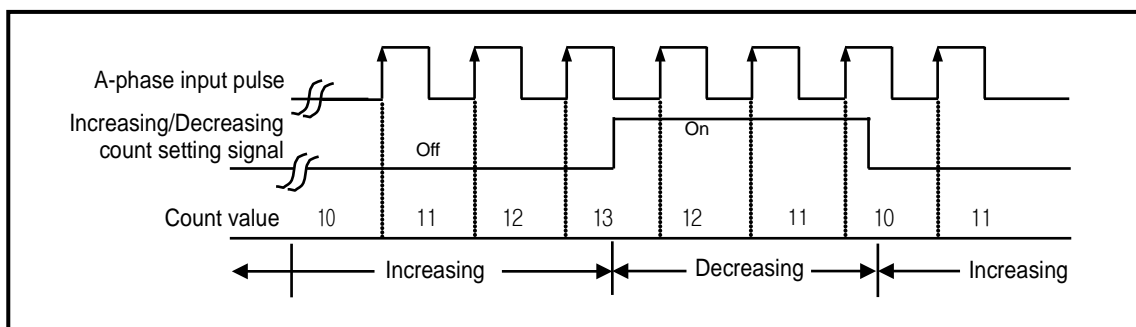 A-phase input pulse
Increasing/Decreasing
count setting signal
On
Off
Count value 10 11 12 13 12 11 10 11
Increasing Decreasing Increasing